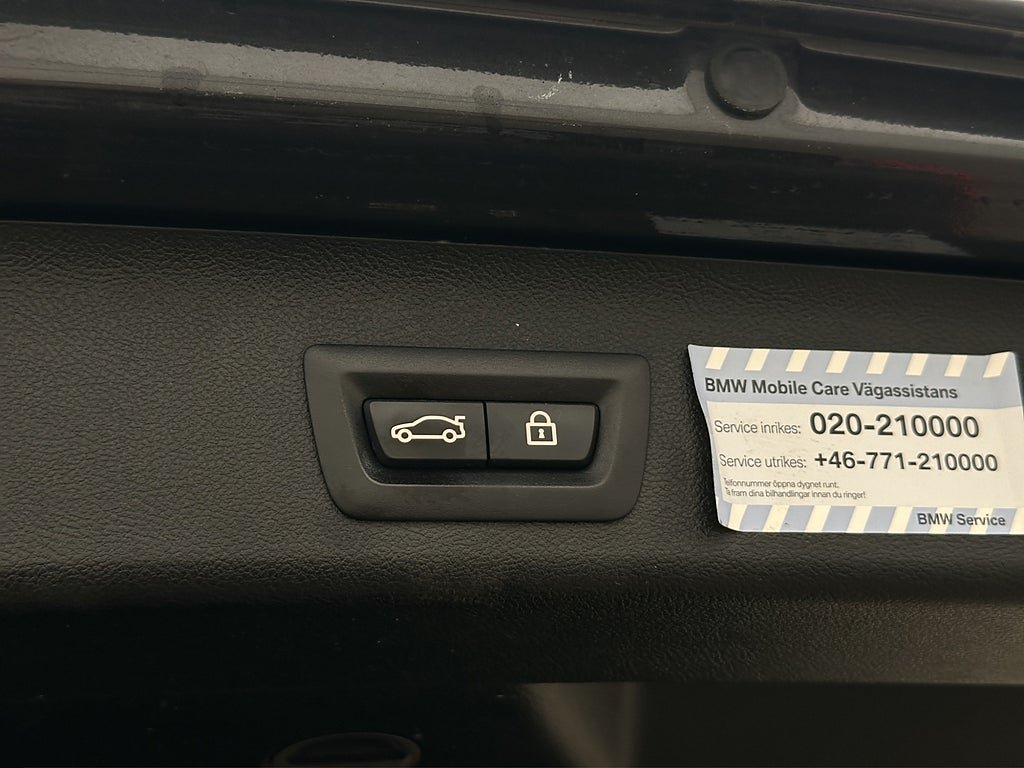 BMW Mobile Care Vägassistans
Service inrikes: 020-210000
Service utrikes: +46-771-210000
Telfonnummer öppna dygnet runt.
Ta fram dina bilhandlingar innan du ringer!
BMW Service